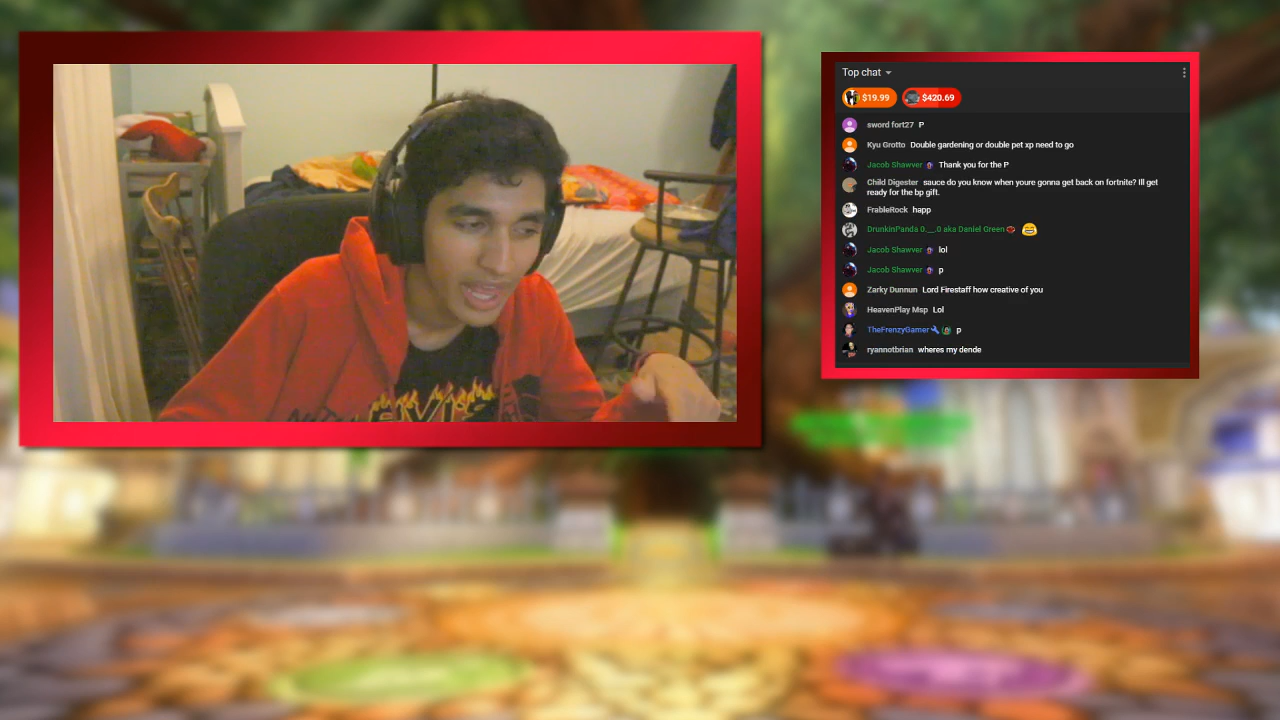 Top chat
$19.99 $420.69
sword fort27 P
Kyu Grotto Double gardening or double pet xp need to go
Jacob Shawver Thank you for the P
Child Digester sauce do you know when youre gonna get back on fortnite? Ill get
ready for the bp gift.
FrableRock happ
DrunkinPanda 0.__.0 aka Daniel Green
Jacob Shawver lol
Jacob Shawver p
Zarky Dunnun Lord Firestaff how creative of you
HeavenPlay Msp Lol
TheFrenzyGamer p
ryannotbrian wheres my dende